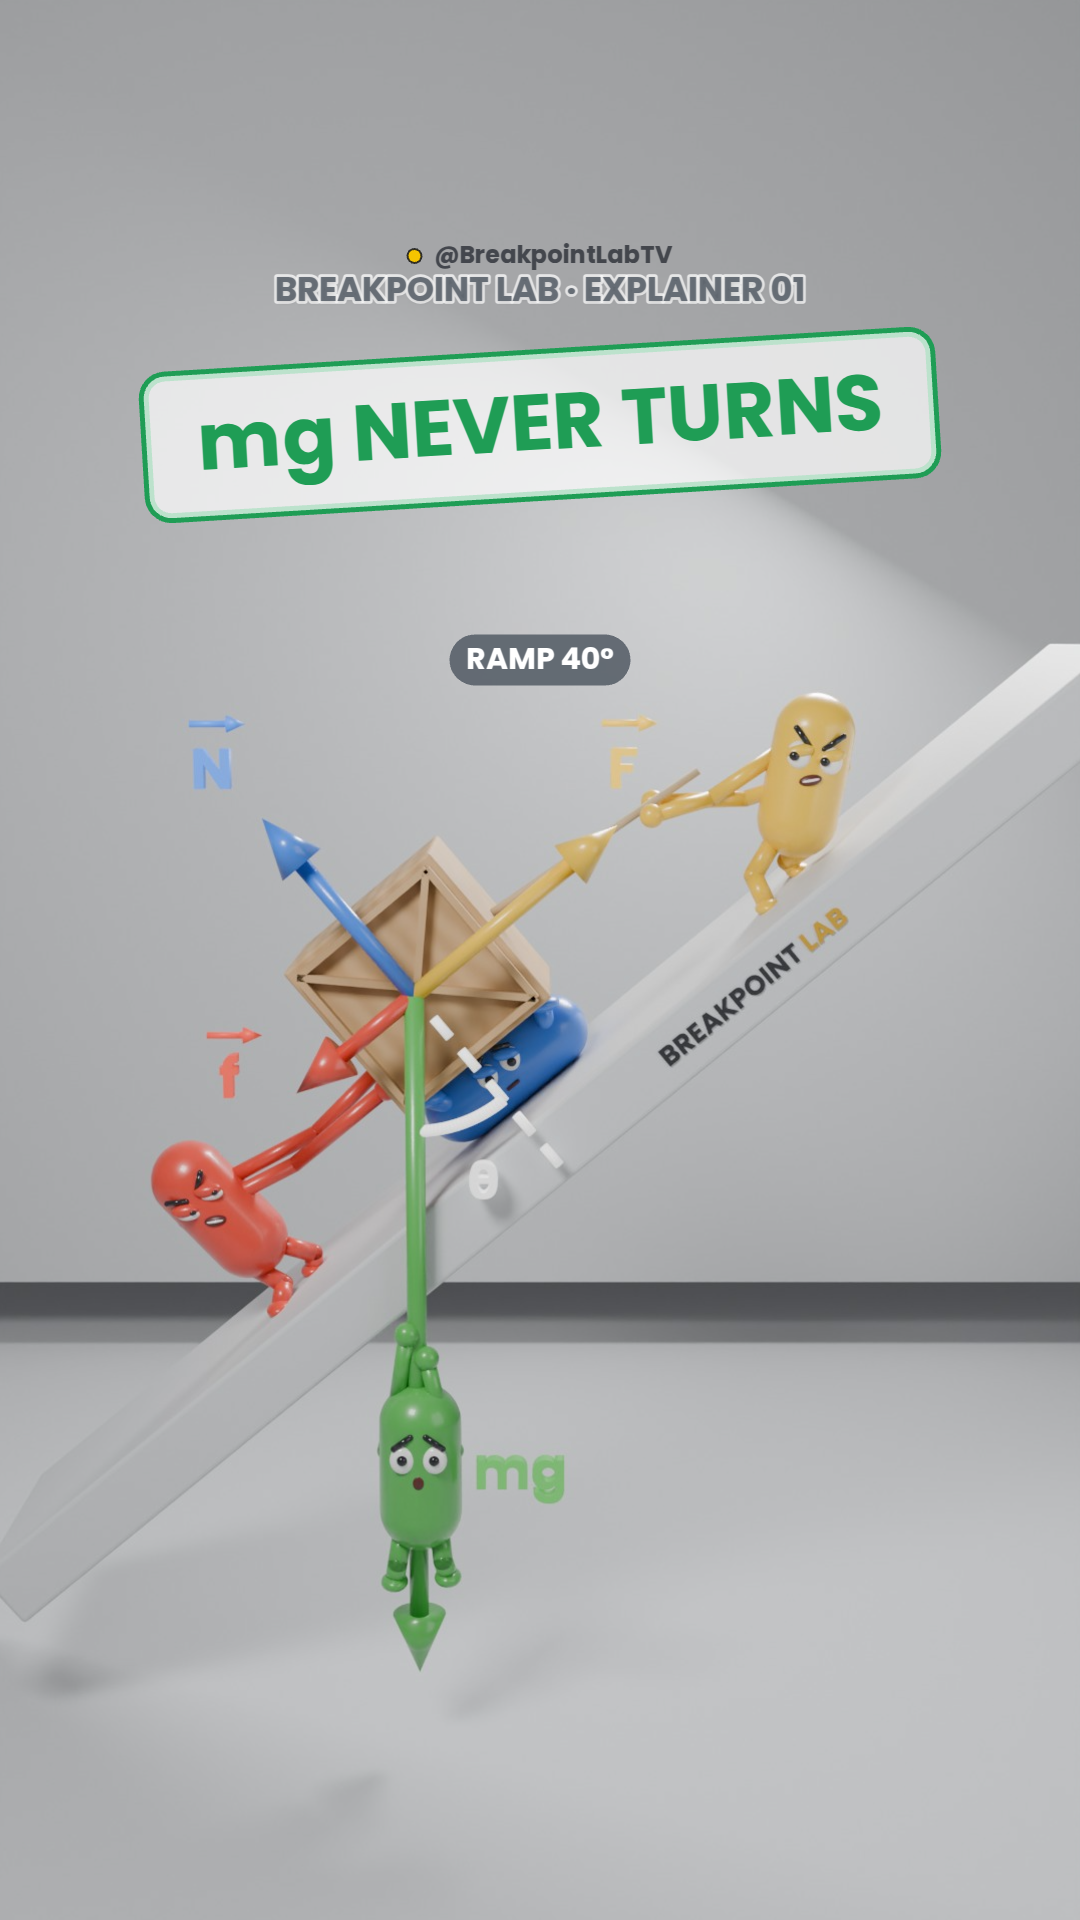 @BreakpointLabTV
BREAKPOINT LAB • EXPLAINER 01
mg NEVER TURNS
RAMP 40°
N
F
BREAKPOINT LAB
f
θ
mg